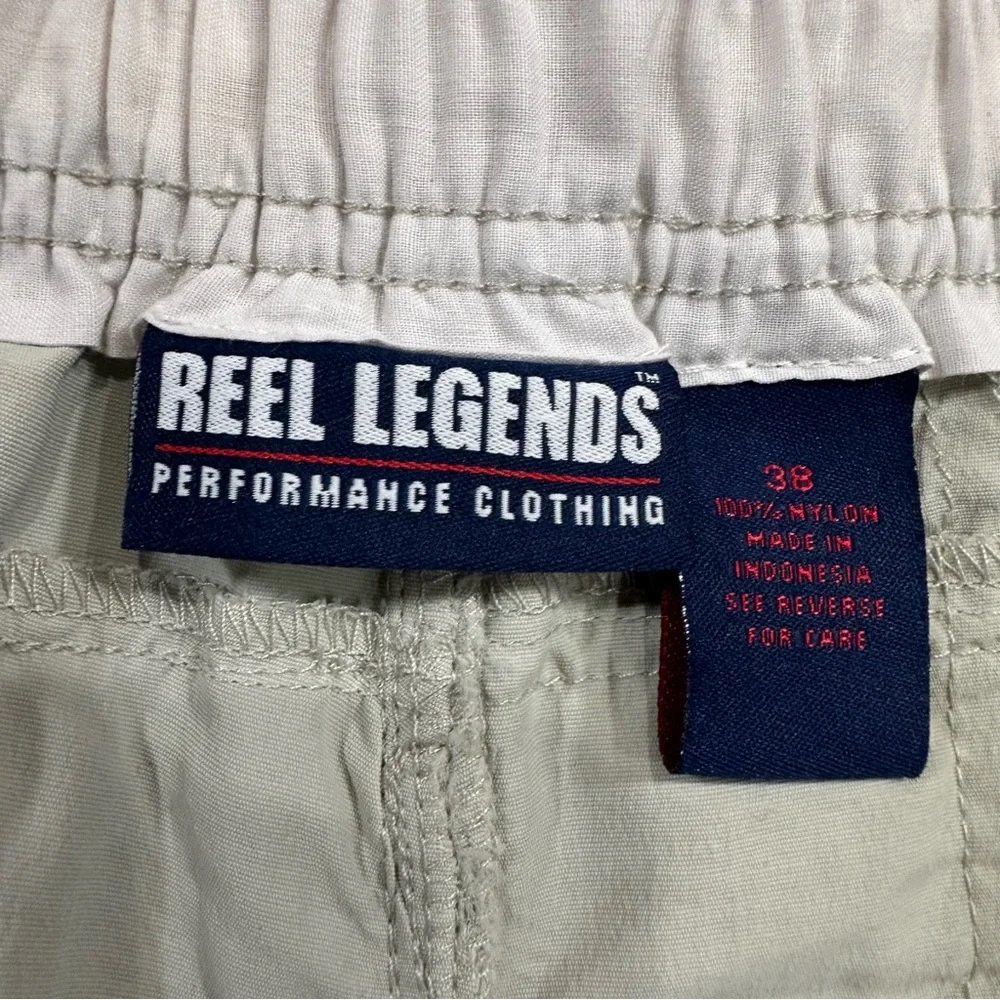 REEL LEGENDS™
PERFORMANCE CLOTHING
38
100% NYLON
MADE IN
INDONESIA
SEE REVERSE
FOR CARE